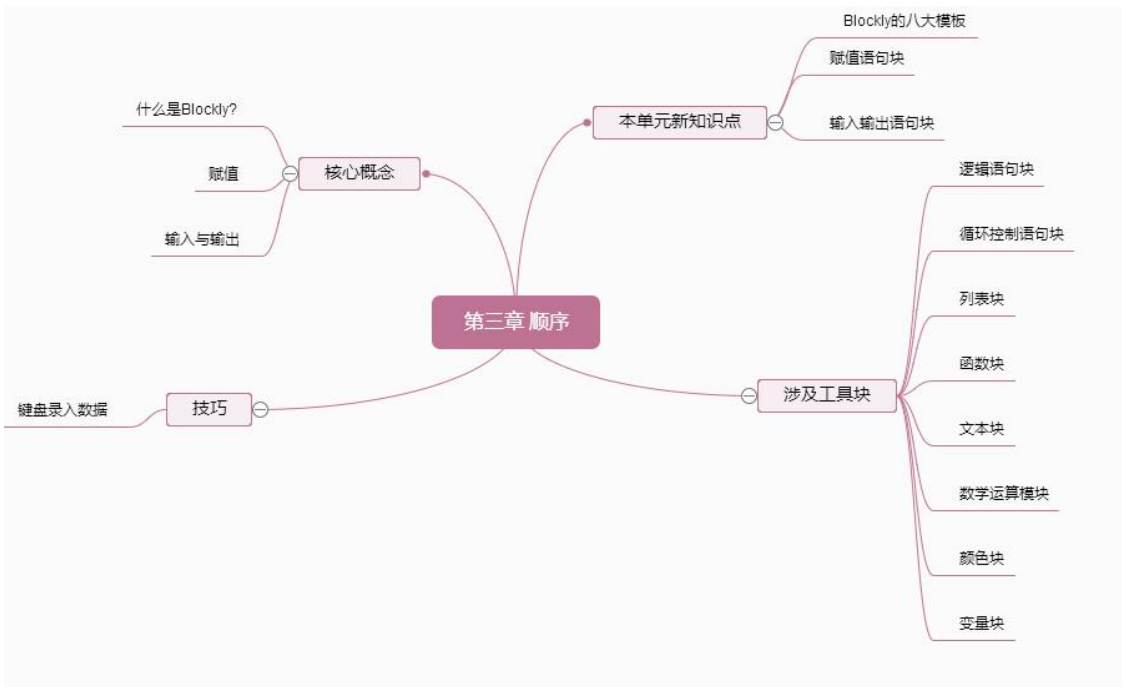 第三章 顺序
核心概念
什么是Blockly?
赋值
输入与输出
技巧
键盘录入数据
本单元新知识点
Blockly的八大模板
赋值语句块
输入输出语句块
涉及工具块
逻辑语句块
循环控制语句块
列表块
函数块
文本块
数学运算模块
颜色块
变量块